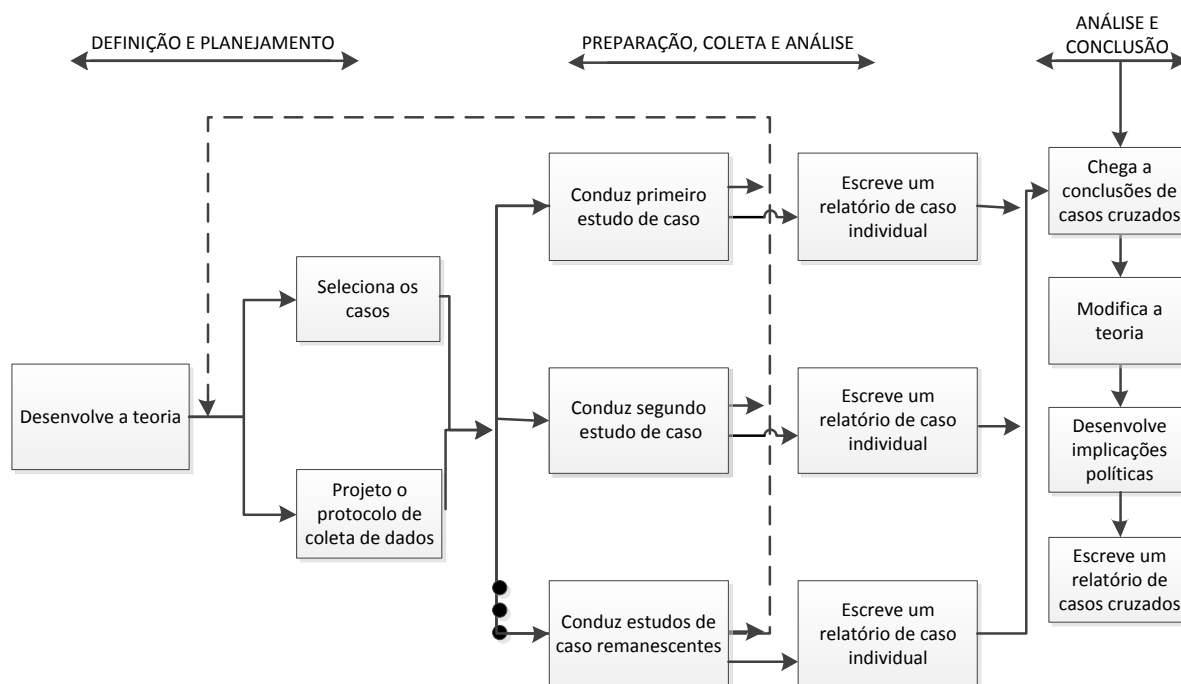 DEFINIÇÃO E PLANEJAMENTO
PREPARAÇÃO, COLETA E ANÁLISE
ANÁLISE E
CONCLUSÃO
Desenvolve a teoria
Seleciona os
casos
Projeto o
protocolo de
coleta de dados
Conduz primeiro
estudo de caso
Escreve um
relatório de caso
individual
Conduz segundo
estudo de caso
Escreve um
relatório de caso
individual
Conduz estudos de
caso remanescentes
Escreve um
relatório de caso
individual
Chega a
conclusões de
casos cruzados
Modifica a
teoria
Desenvolve
implicações
políticas
Escreve um
relatório de
casos cruzados